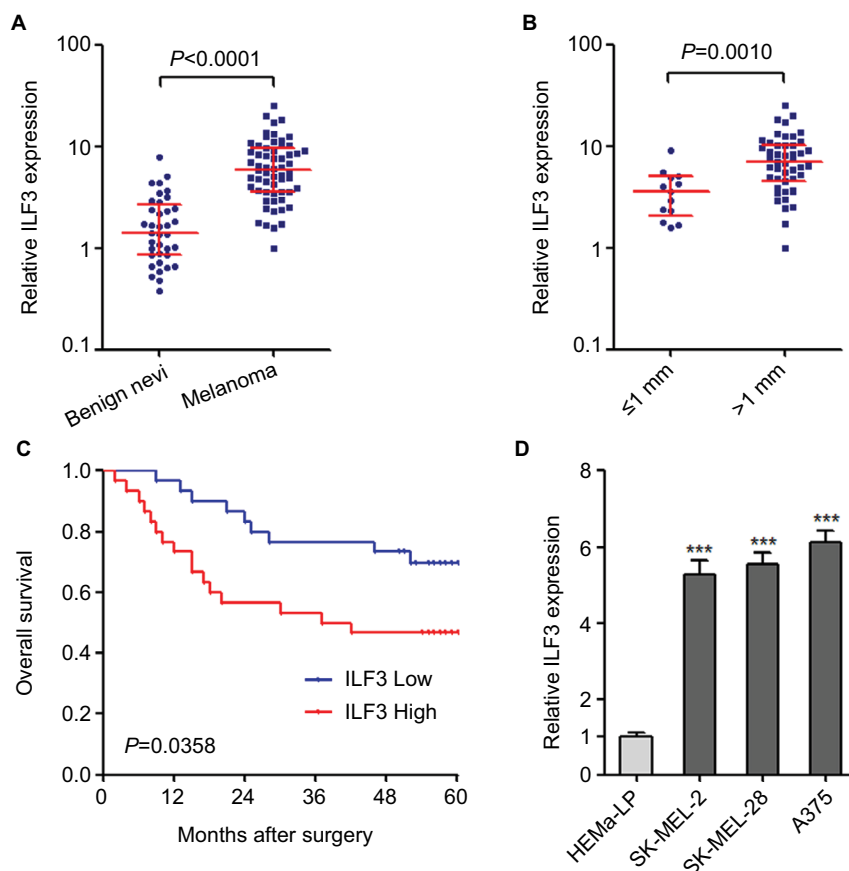 A
Relative ILF3 expression
100
10
1
0.1
P<0.0001
Benign nevi
Melanoma
B
Relative ILF3 expression
100
10
1
0.1
P=0.0010
≤1 mm
>1 mm
C
Overall survival
1.0
0.8
0.6
0.4
0.2
0.0
ILF3 Low
ILF3 High
P=0.0358
0 12 24 36 48 60
Months after surgery
D
Relative ILF3 expression
8
6
4
2
1
0
***
***
***
HEMa-LP
SK-MEL-2
SK-MEL-28
A375